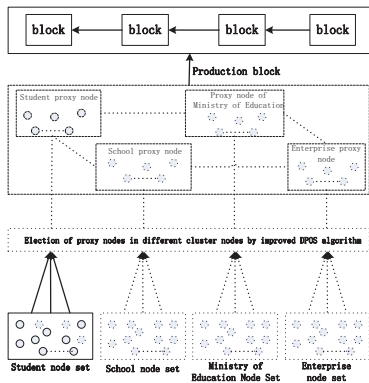 block block block block
Production block
Student proxy node
Proxy node of
Ministry of Education
School proxy node
Enterprise proxy
node
Election of proxy nodes in different cluster nodes by improved DPOS algorithm
Student node set
School node set
Ministry of
Education Node Set
Enterprise
node set